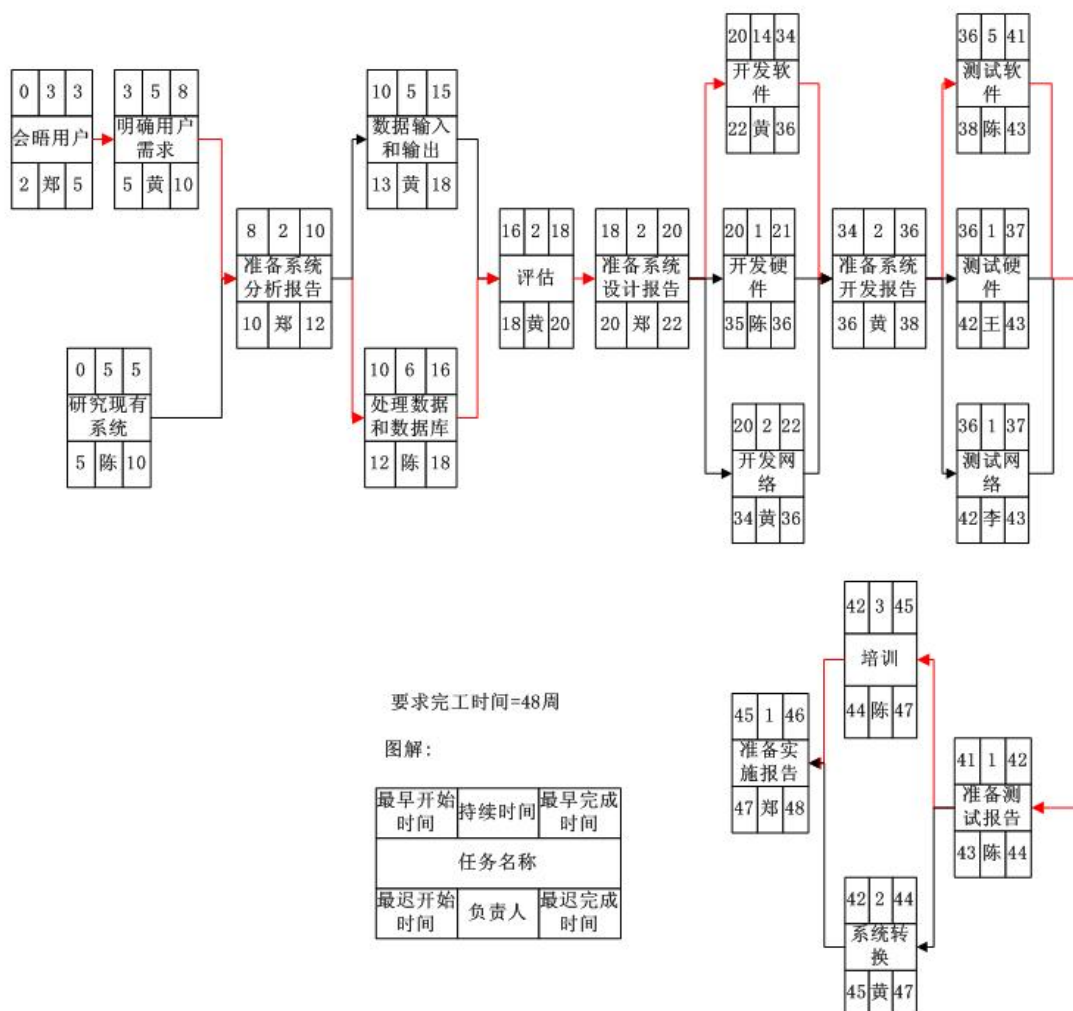 0 3 3
会晤用户
2 郑 5
3 5 8
明确用户
需求
5 黄 10
0 5 5
研究现有
系统
5 陈 10
8 2 10
准备系统
分析报告
10 郑 12
10 5 15
数据输入
和输出
13 黄 18
10 6 16
处理数据
和数据库
12 陈 18
16 2 18
评估
18 黄 20
18 2 20
准备系统
设计报告
20 郑 22
20 14 34
开发软
件
22 黄 36
20 1 21
开发硬
件
35 陈 36
20 2 22
开发网
络
34 黄 36
34 2 36
准备系统
开发报告
36 黄 38
36 5 41
测试软
件
38 陈 43
36 1 37
测试硬
件
42 王 43
36 1 37
测试网
络
42 李 43
41 1 42
准备测
试报告
43 陈 44
42 3 45
培训
44 陈 47
42 2 44
系统转
换
45 黄 47
45 1 46
准备实
施报告
47 郑 48
要求完工时间=48周
图解:
最早开始
时间
持续时间
最早完成
时间
任务名称
最迟开始
时间
负责人
最迟完成
时间